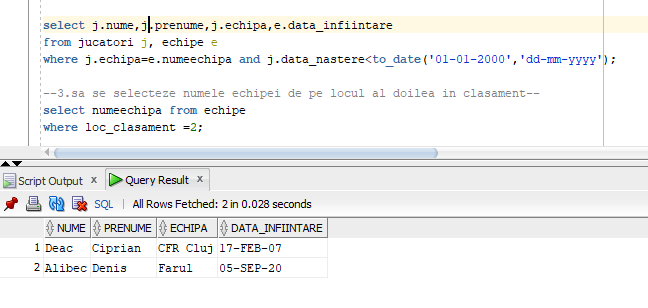 select j.nume,j.prenume,j.echipa,e.data_infiintare
from jucatori j, echipe e
where j.echipa=e.numeechipa and j.data_nastere<to_date('01-01-2000','dd-mm-yyyy');
--3.sa se selecteze numele echipei de pe locul al doilea in clasament--
select numeechipa from echipe
where loc_clasament =2;
Script Output x Query Result x
SQL | All Rows Fetched: 2 in 0.028 seconds
NUME PRENUME ECHIPA DATA_INFIINTARE
1 Deac Ciprian CFR Cluj 17-FEB-07
2 Alibec Denis Farul 05-SEP-20